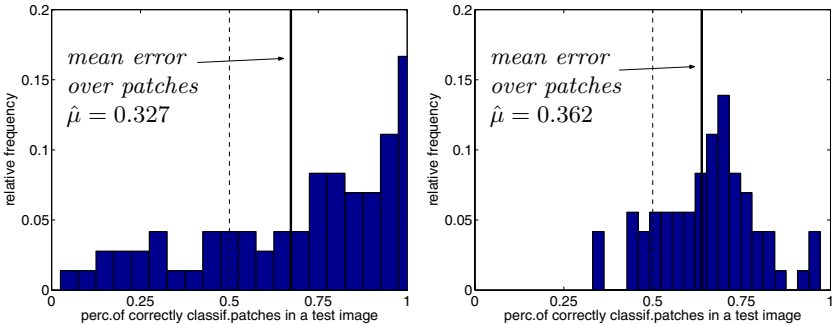 0.2
0.15
0.1
0.05
0
relative frequency
mean error
over patches
μ̂ = 0.327
0 0.25 0.5 0.75 1
perc.of correctly classif.patches in a test image
0.2
0.15
0.1
0.05
0
relative frequency
mean error
over patches
μ̂ = 0.362
0 0.25 0.5 0.75 1
perc.of correctly classif.patches in a test image